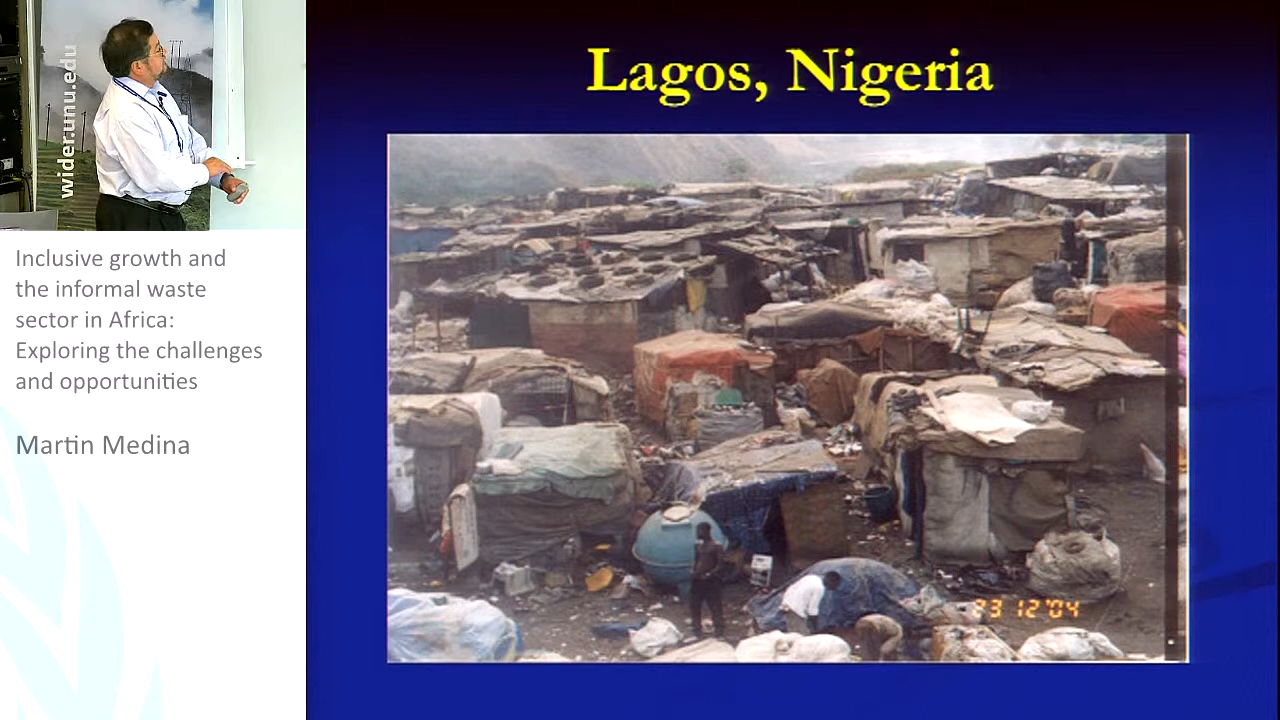 wider.unu.edu
Inclusive growth and
the informal waste
sector in Africa:
Exploring the challenges
and opportunities
Martin Medina
Lagos, Nigeria
23 12 '04